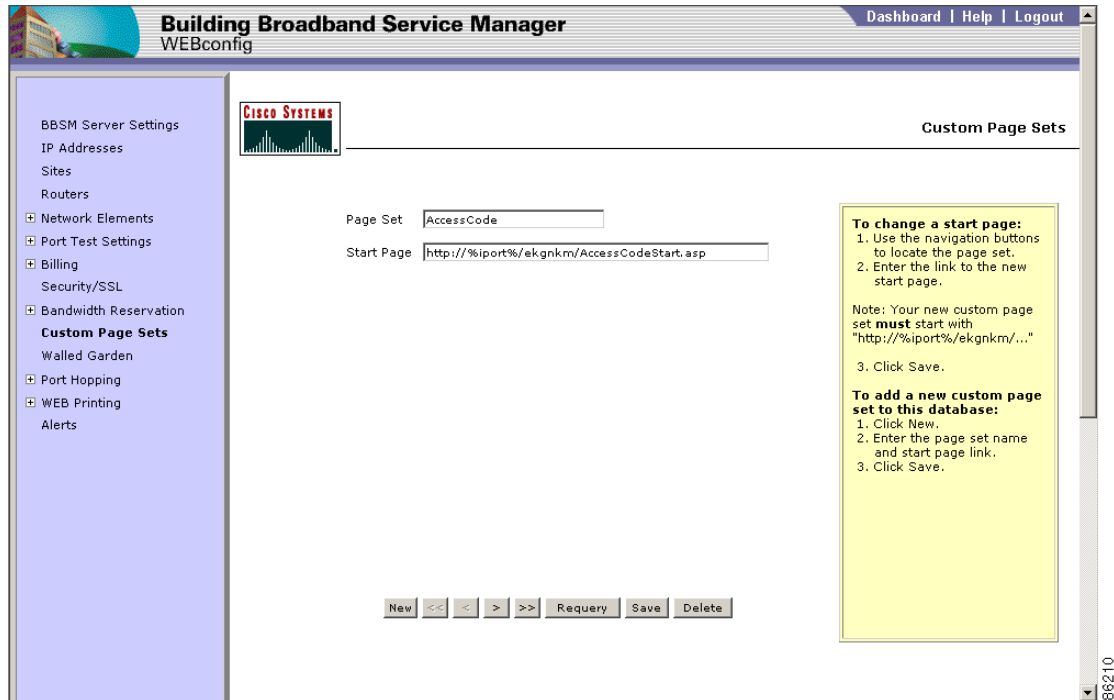 Building Broadband Service Manager
WEBconfig
Dashboard | Help | Logout
BBSM Server Settings
IP Addresses
Sites
Routers
Network Elements
Port Test Settings
Billing
Security/SSL
Bandwidth Reservation
Custom Page Sets
Walled Garden
Port Hopping
WEB Printing
Alerts
CISCO SYSTEMS
Custom Page Sets
Page Set AccessCode
Start Page http://%iport%/ekgnkm/AccessCodeStart.asp
To change a start page:
1. Use the navigation buttons
to locate the page set.
2. Enter the link to the new
start page.
Note: Your new custom page
set must start with
"http://%iport%/ekgnkm/..."
3. Click Save.
To add a new custom page
set to this database:
1. Click New.
2. Enter the page set name
and start page link.
3. Click Save.
New << < > >> Requery Save Delete
86210